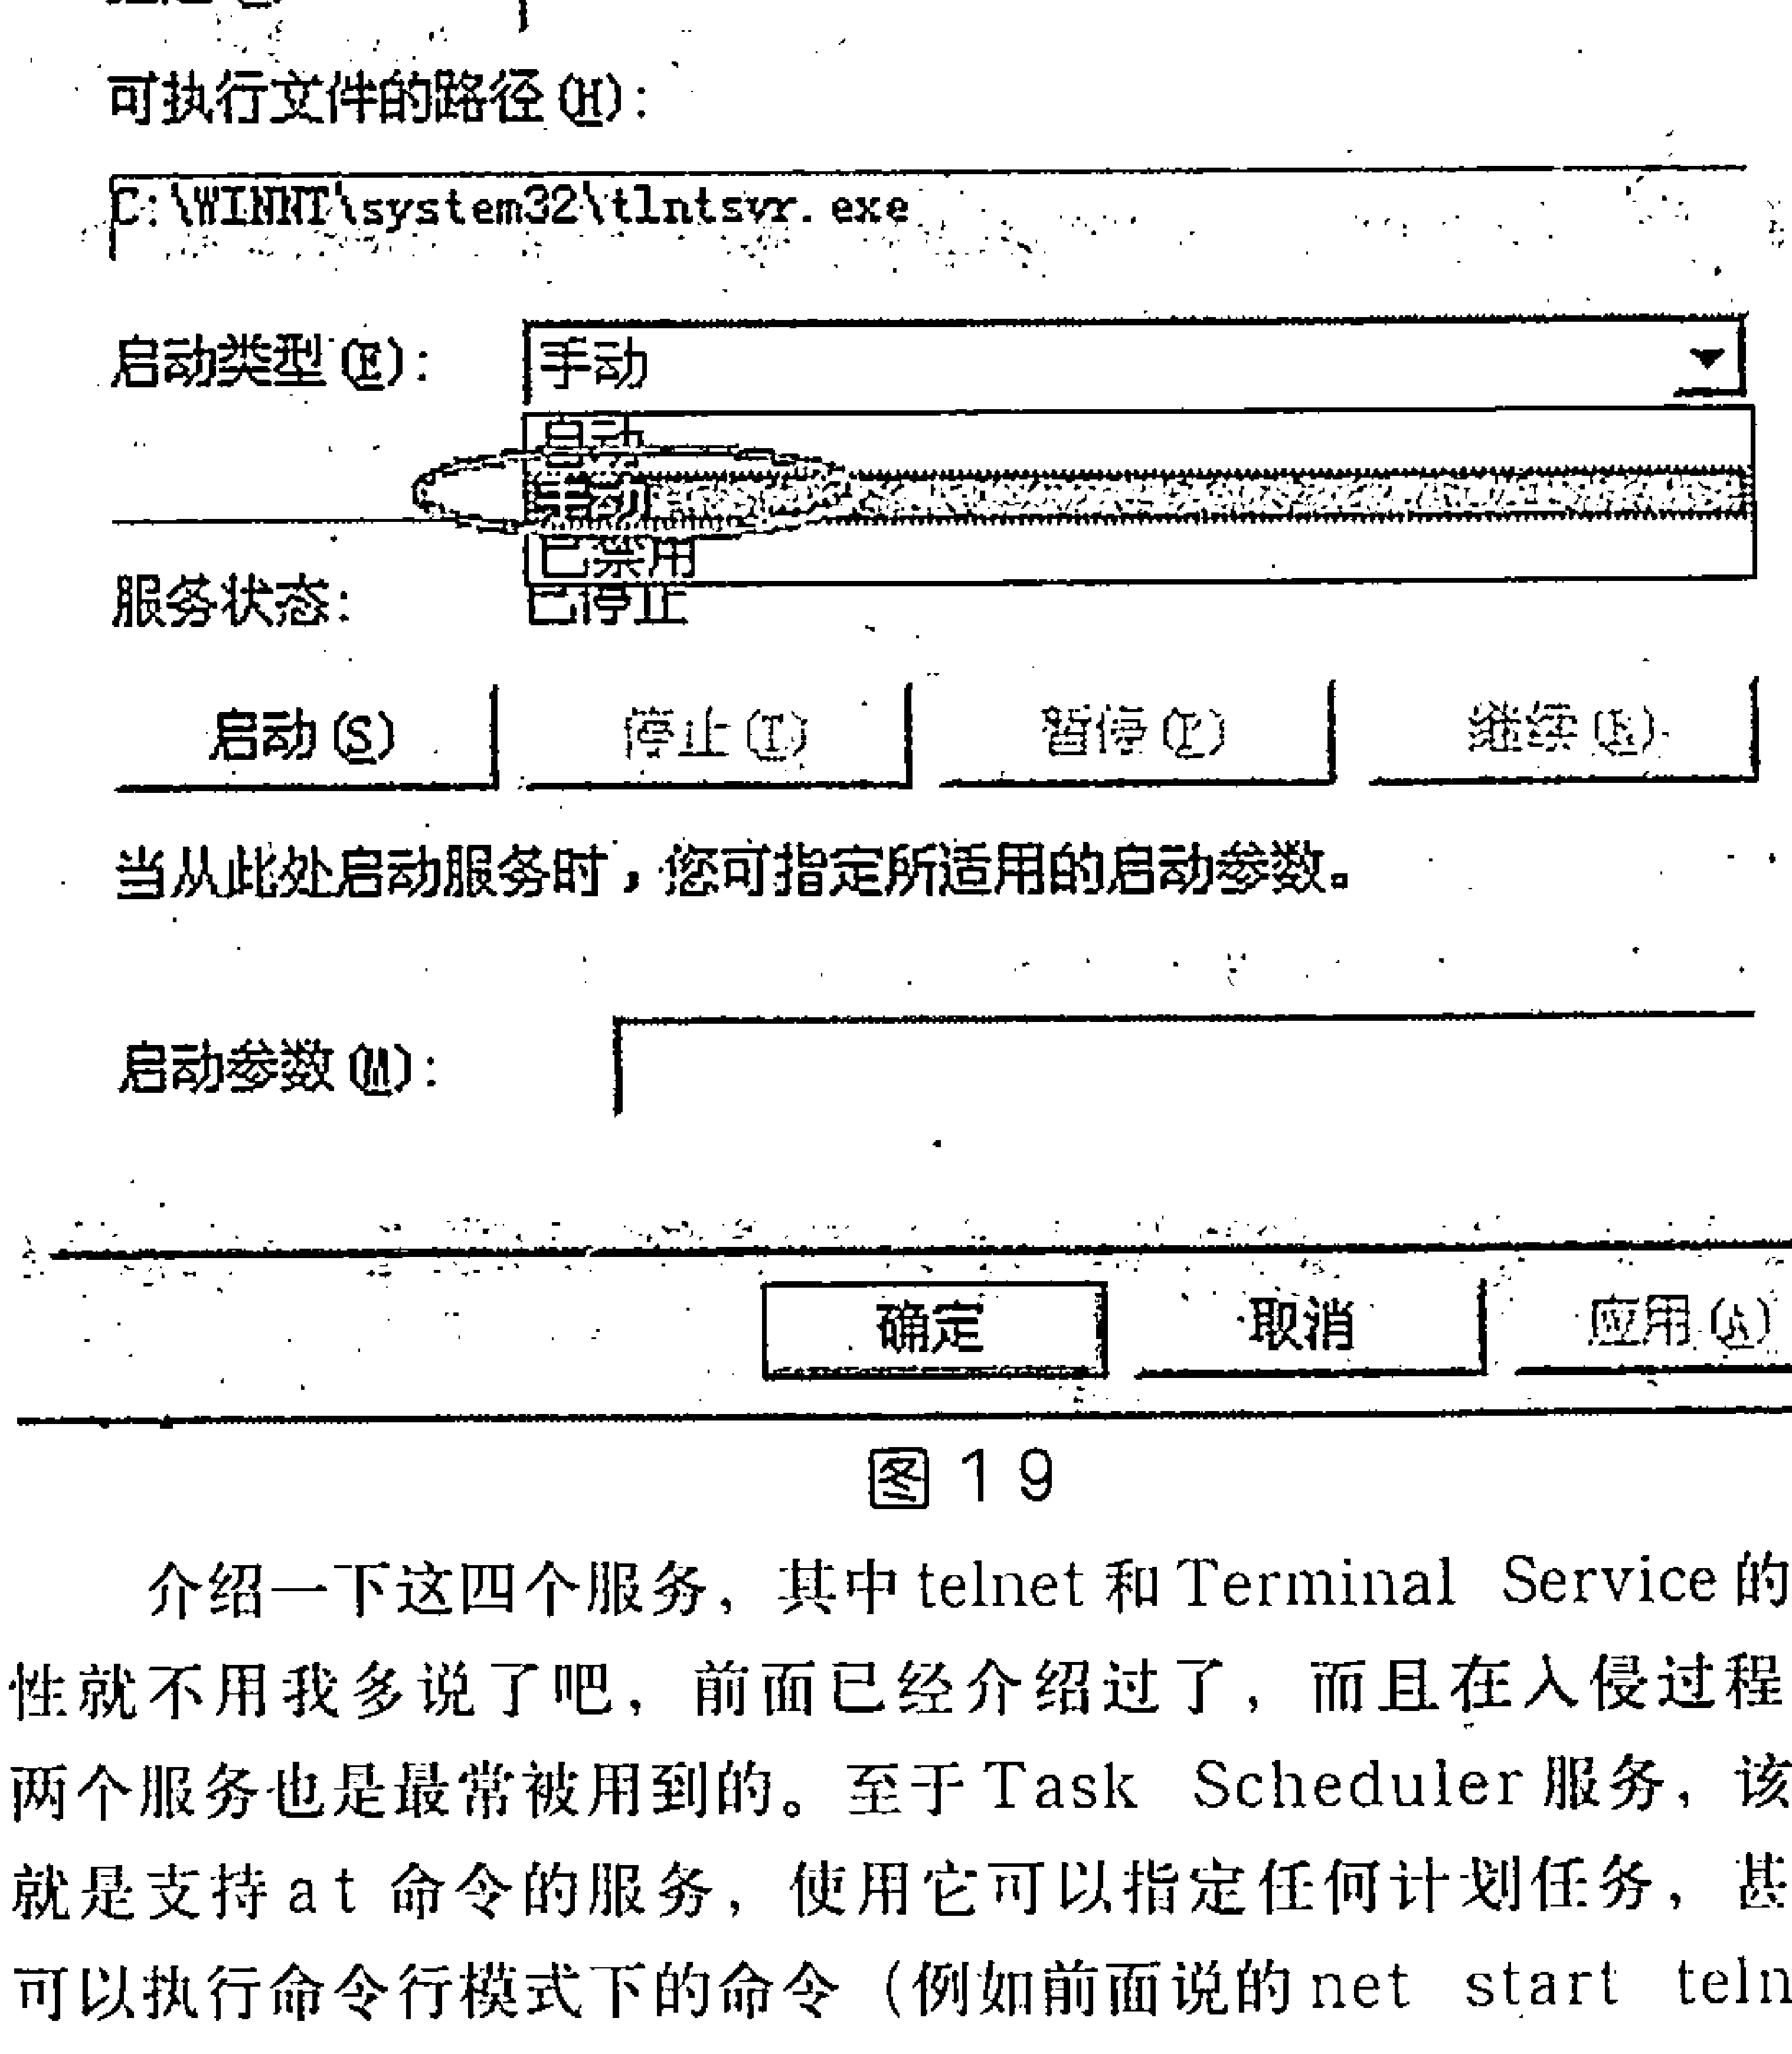 可执行文件的路径(H):
C:\WINNT\system32\tlntsvr.exe
启动类型(E):
手动
自动
手动
已禁用
服务状态:
已停止
启动(S)
停止(T)
暂停(P)
继续(R)
当从此处启动服务时,您可指定所适用的启动参数。
启动参数(M):
确定
取消
应用(A)
图19
介绍一下这四个服务，其中telnet和Terminal Service的
性就不用我多说了吧，前面已经介绍过了，而且在入侵过程
两个服务也是最常被用到的。至于Task Scheduler服务，该
就是支持at命令的服务，使用它可以指定任何计划任务，甚
可以执行命令行模式下的命令（例如前面说的net start teln